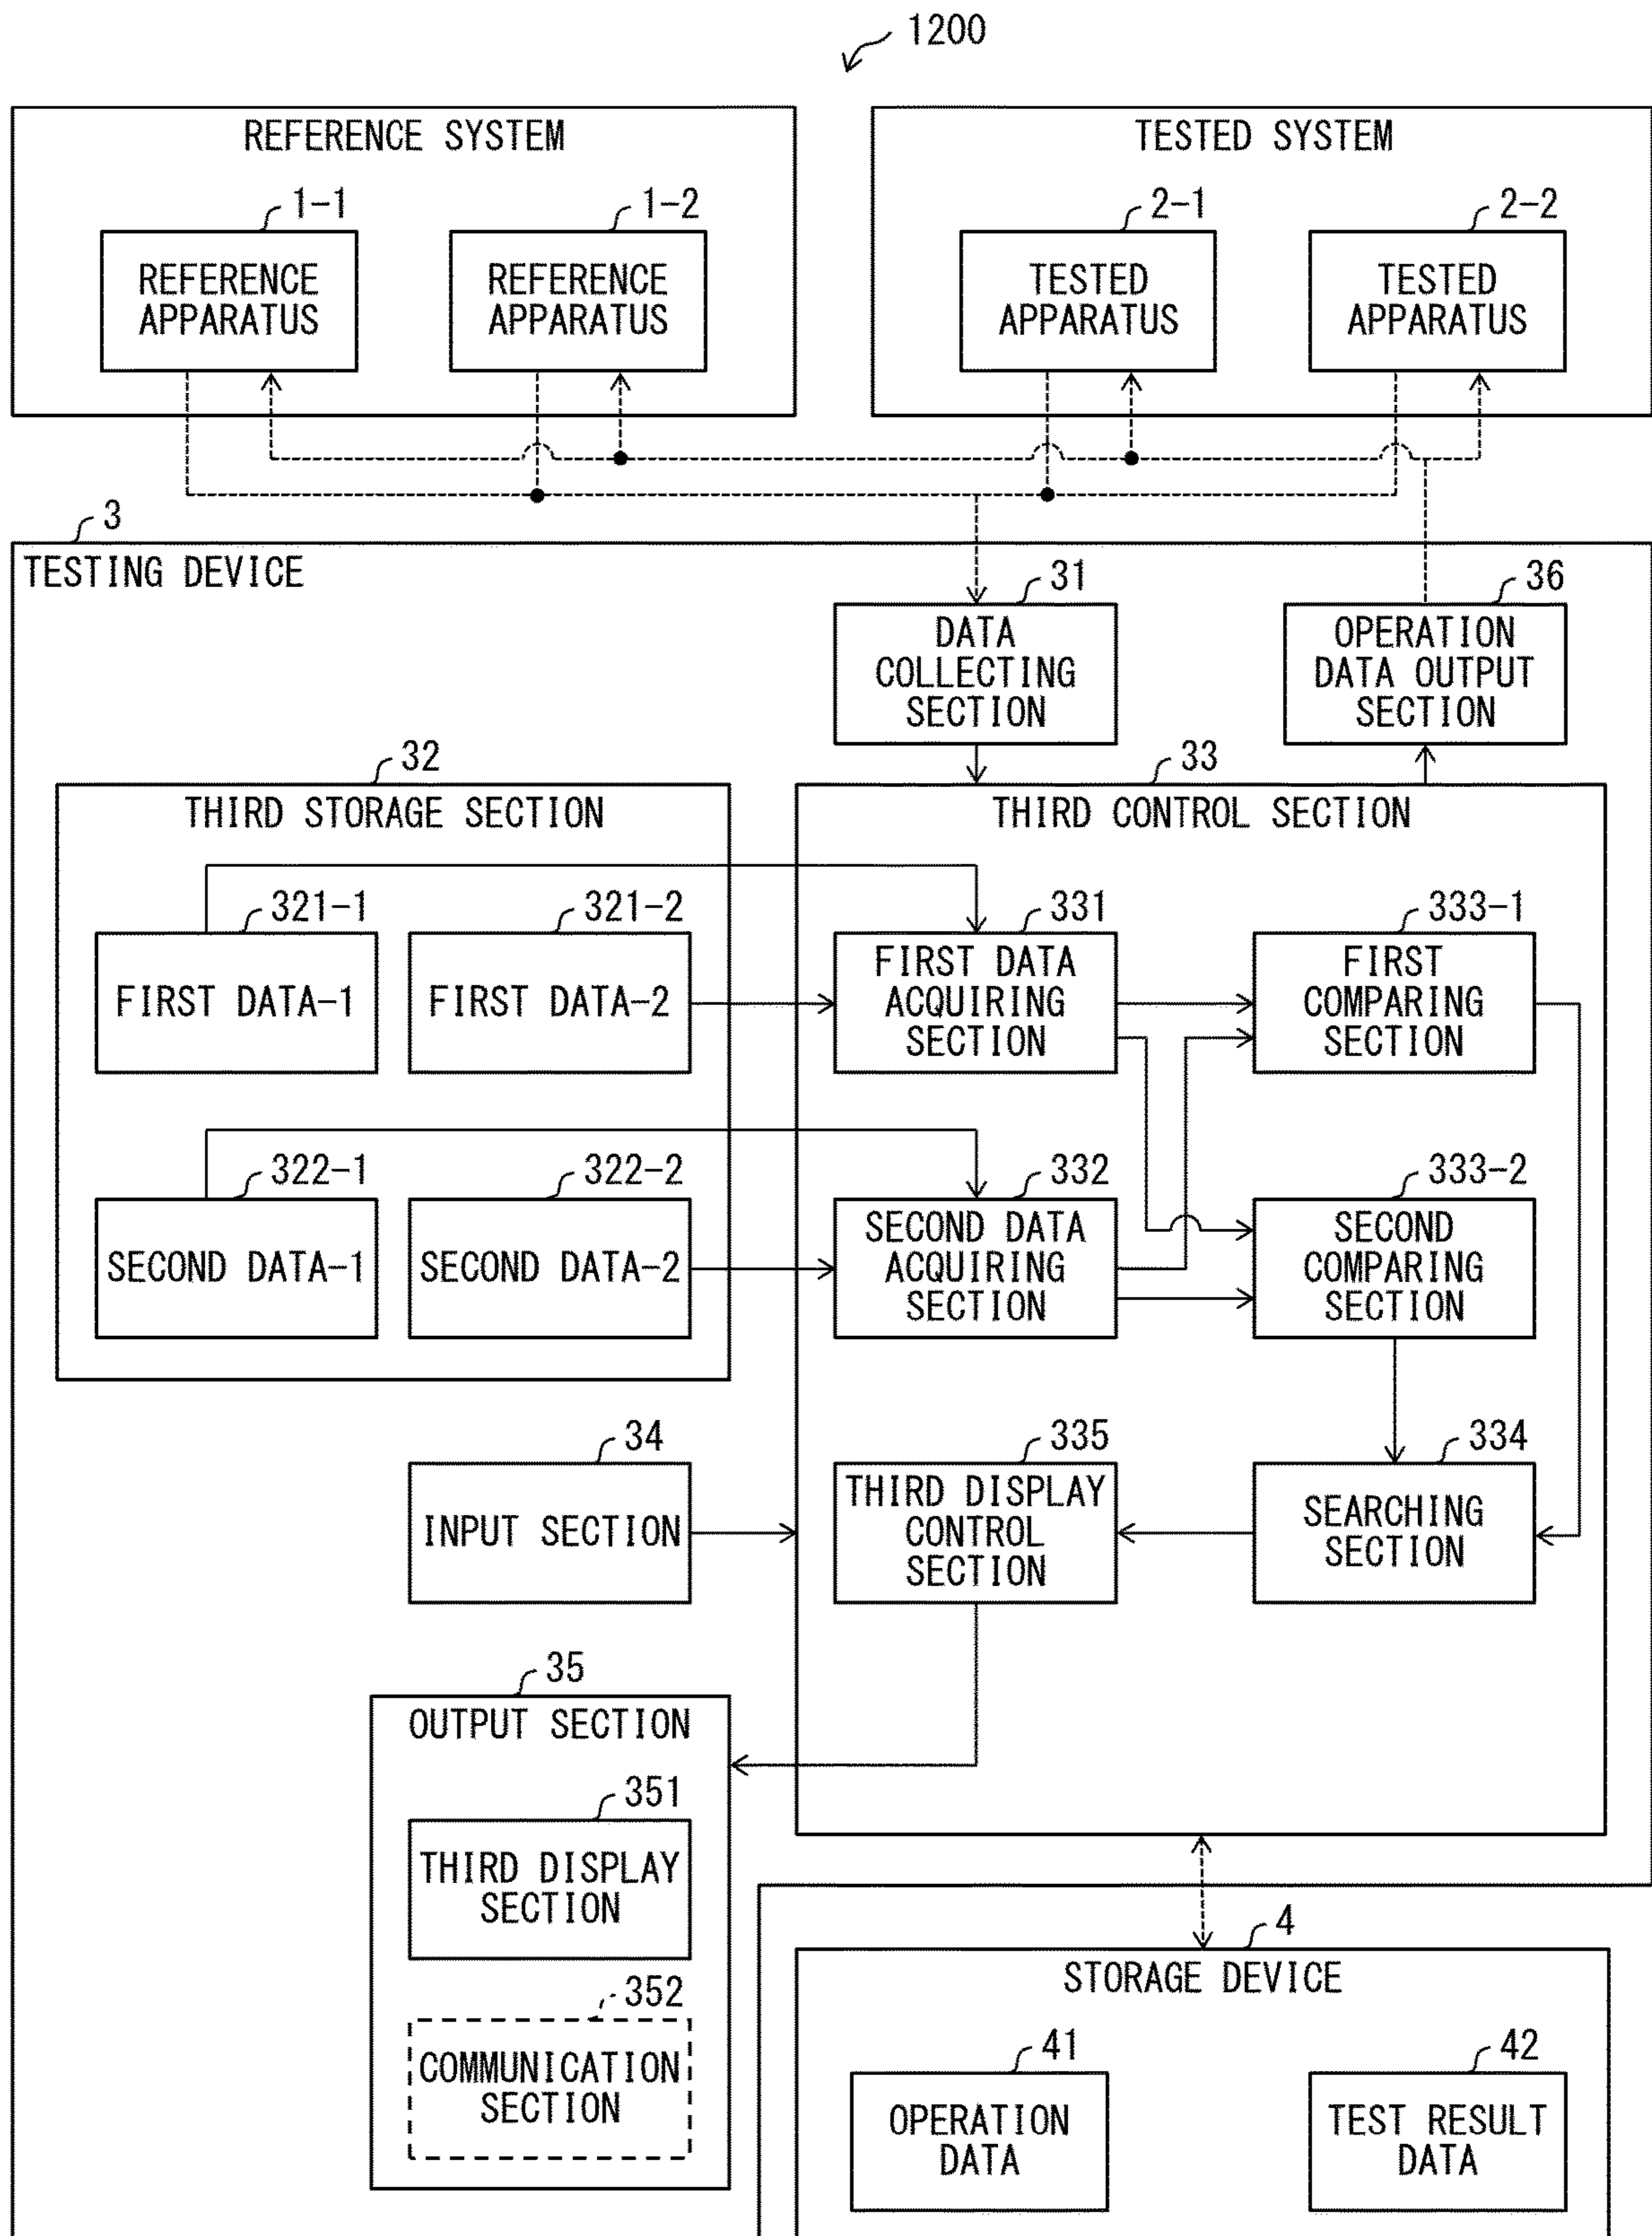 1200
REFERENCE SYSTEM
1-1
REFERENCE
APPARATUS
1-2
REFERENCE
APPARATUS
TESTED SYSTEM
2-1
TESTED
APPARATUS
2-2
TESTED
APPARATUS
3
TESTING DEVICE
31
DATA
COLLECTING
SECTION
36
OPERATION
DATA OUTPUT
SECTION
32
THIRD STORAGE SECTION
321-1
FIRST DATA-1
321-2
FIRST DATA-2
322-1
SECOND DATA-1
322-2
SECOND DATA-2
33
THIRD CONTROL SECTION
331
FIRST DATA
ACQUIRING
SECTION
333-1
FIRST
COMPARING
SECTION
332
SECOND DATA
ACQUIRING
SECTION
333-2
SECOND
COMPARING
SECTION
34
INPUT SECTION
335
THIRD DISPLAY
CONTROL
SECTION
334
SEARCHING
SECTION
35
OUTPUT SECTION
351
THIRD DISPLAY
SECTION
352
COMMUNICATION
SECTION
4
STORAGE DEVICE
41
OPERATION
DATA
42
TEST RESULT
DATA